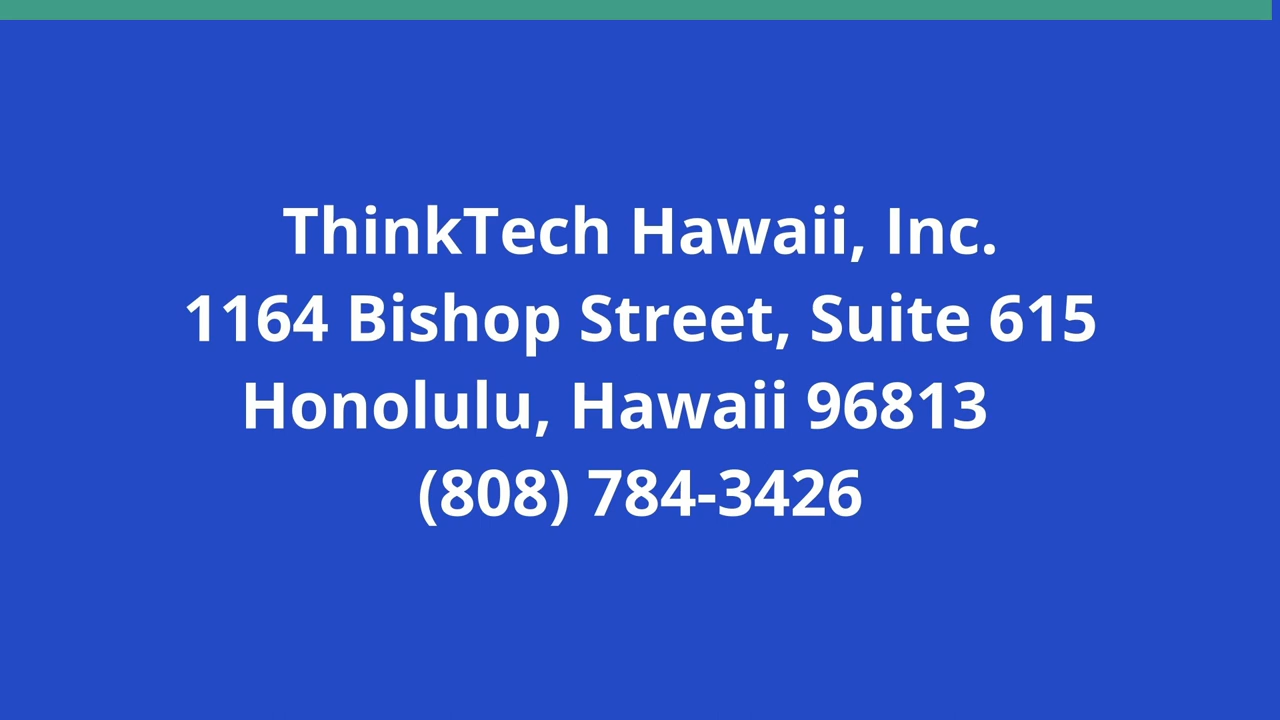 ThinkTech Hawaii, Inc.
1164 Bishop Street, Suite 615
Honolulu, Hawaii 96813
(808) 784-3426